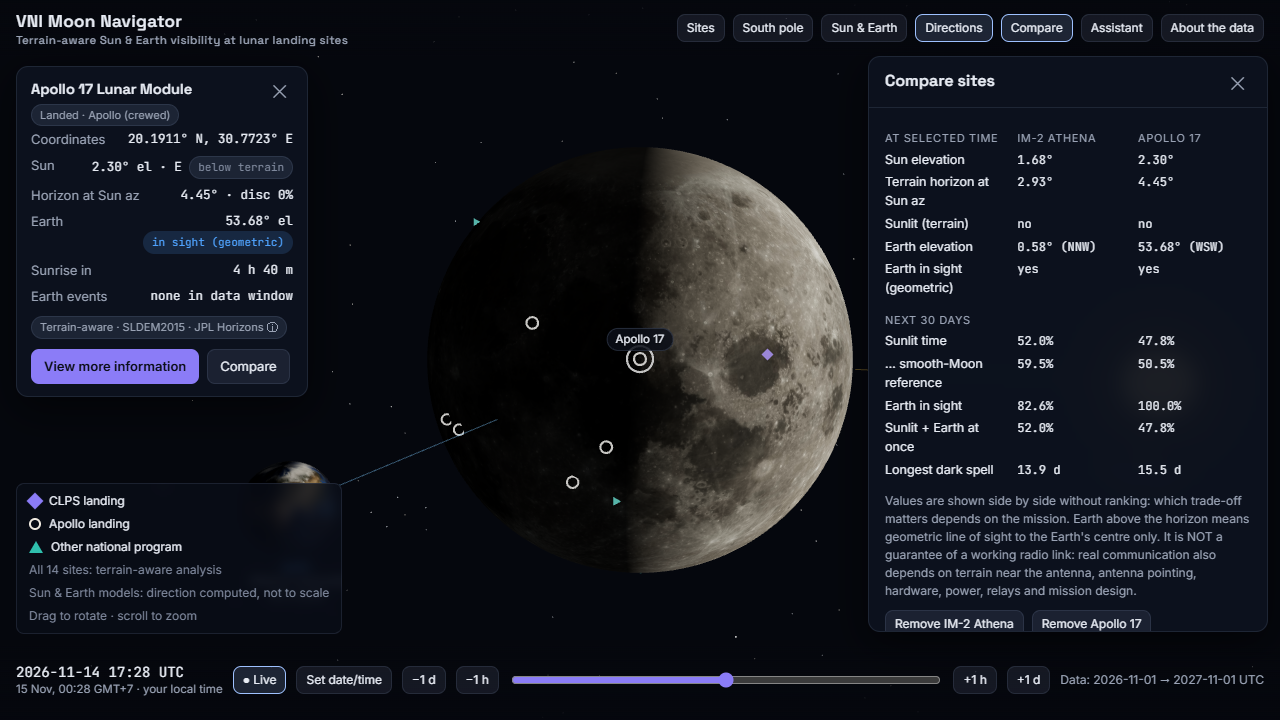 VNI Moon Navigator
Terrain-aware Sun & Earth visibility at lunar landing sites
Sites
South pole
Sun & Earth
Directions
Compare
Assistant
About the data
Apollo 17 Lunar Module
Landed · Apollo (crewed)
Coordinates 20.1911° N, 30.7723° E
Sun 2.30° el · E below terrain
Horizon at Sun az 4.45° · disc 0%
Earth 53.68° el
in sight (geometric)
Sunrise in 4 h 40 m
Earth events none in data window
Terrain-aware · SLDEM2015 · JPL Horizons ⓘ
View more information
Compare
Apollo 17
CLPS landing
Apollo landing
Other national program
All 14 sites: terrain-aware analysis
Sun & Earth models: direction computed, not to scale
Drag to rotate · scroll to zoom
Compare sites
AT SELECTED TIME IM-2 ATHENA APOLLO 17
Sun elevation 1.68° 2.30°
Terrain horizon at 2.93° 4.45°
Sun az
Sunlit (terrain) no no
Earth elevation 0.58° (NNW) 53.68° (WSW)
Earth in sight yes yes
(geometric)
NEXT 30 DAYS
Sunlit time 52.0% 47.8%
… smooth-Moon 59.5% 50.5%
reference
Earth in sight 82.6% 100.0%
Sunlit + Earth at 52.0% 47.8%
once
Longest dark spell 13.9 d 15.5 d
Values are shown side by side without ranking: which trade-off
matters depends on the mission. Earth above the horizon means
geometric line of sight to the Earth's centre only. It is NOT a
guarantee of a working radio link: real communication also
depends on terrain near the antenna, antenna pointing,
hardware, power, relays and mission design.
Remove IM-2 Athena
Remove Apollo 17
2026-11-14 17:28 UTC
15 Nov, 00:28 GMT+7 · your local time
● Live
Set date/time
−1 d
−1 h
+1 h
+1 d
Data: 2026-11-01 → 2027-11-01 UTC